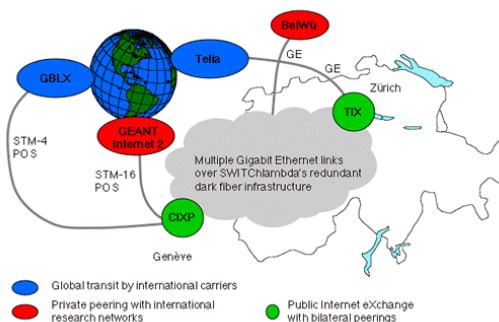 BelWü
Telia
GE
GE
GBLX
Zürich
TIX
GEANT
Internet 2
STM-4
POS
STM-16
POS
Multiple Gigabit Ethernet links
over SWITCHlambda's redundant
dark fiber infrastructure
CIXP
Genève
Global transit by international carriers
Private peering with international
research networks
Public Internet eXchange
with bilateral peerings